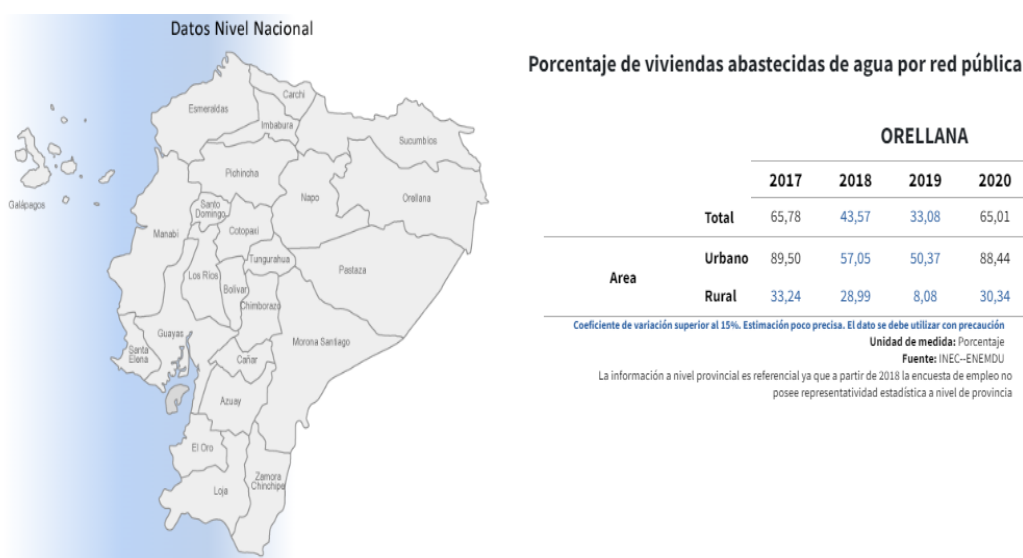 Datos Nivel Nacional
Esmeraldas
Carchi
Imbabura
Sucumbios
Galápagos
Pichincha
Napo
Orellana
Santo
Domingo
Manabí
Cotopaxi
Tungurahua
Pastaza
Los Ríos
Bolívar
Chimborazo
Guayas
Santa
Elena
Morona Santiago
Cañar
Azuay
El Oro
Zamora
Chinchipe
Loja
Porcentaje de viviendas abastecidas de agua por red pública
ORELLANA
2017 2018 2019 2020
Total 65,78 43,57 33,08 65,01
Area
Urbano 89,50 57,05 50,37 88,44
Rural 33,24 28,99 8,08 30,34
Coeficiente de variación superior al 15%. Estimación poco precisa. El dato se debe utilizar con precaución
Unidad de medida: Porcentaje
Fuente: INEC--ENEMDU
La información a nivel provincial es referencial ya que a partir de 2018 la encuesta de empleo no
posee representatividad estadística a nivel de provincia